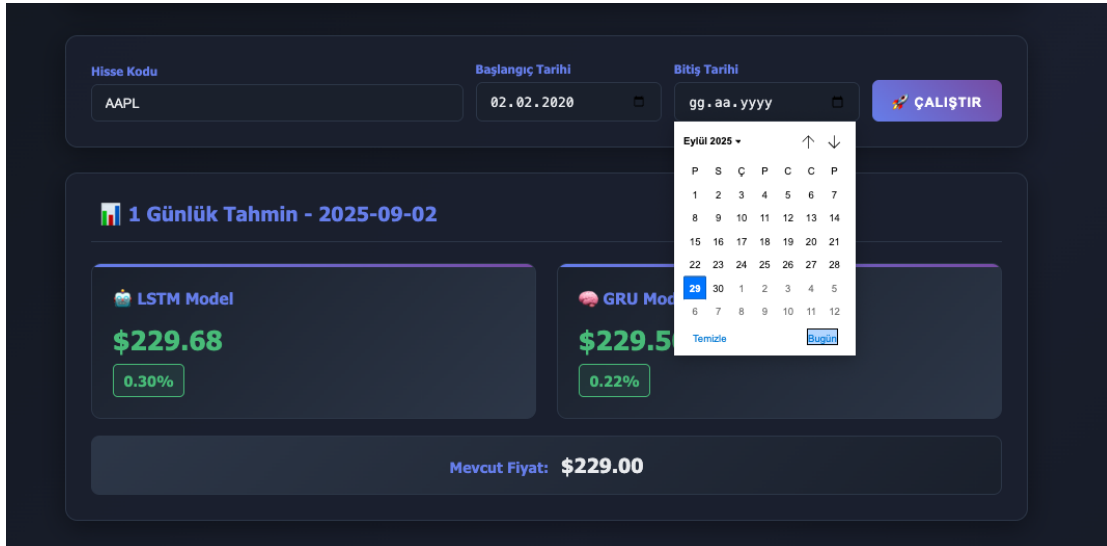 Hisse Kodu
Başlangıç Tarihi
Bitiş Tarihi
AAPL
02.02.2020
gg.aa.yyyy
🚀 ÇALIŞTIR
Eylül 2025
P S Ç P C C P
1 2 3 4 5 6 7
8 9 10 11 12 13 14
15 16 17 18 19 20 21
22 23 24 25 26 27 28
29 30 1 2 3 4 5
6 7 8 9 10 11 12
Temizle
Bugün
📊 1 Günlük Tahmin - 2025-09-02
🤖 LSTM Model
$229.68
0.30%
🧠 GRU
0.22%
Mevcut Fiyat: $229.00